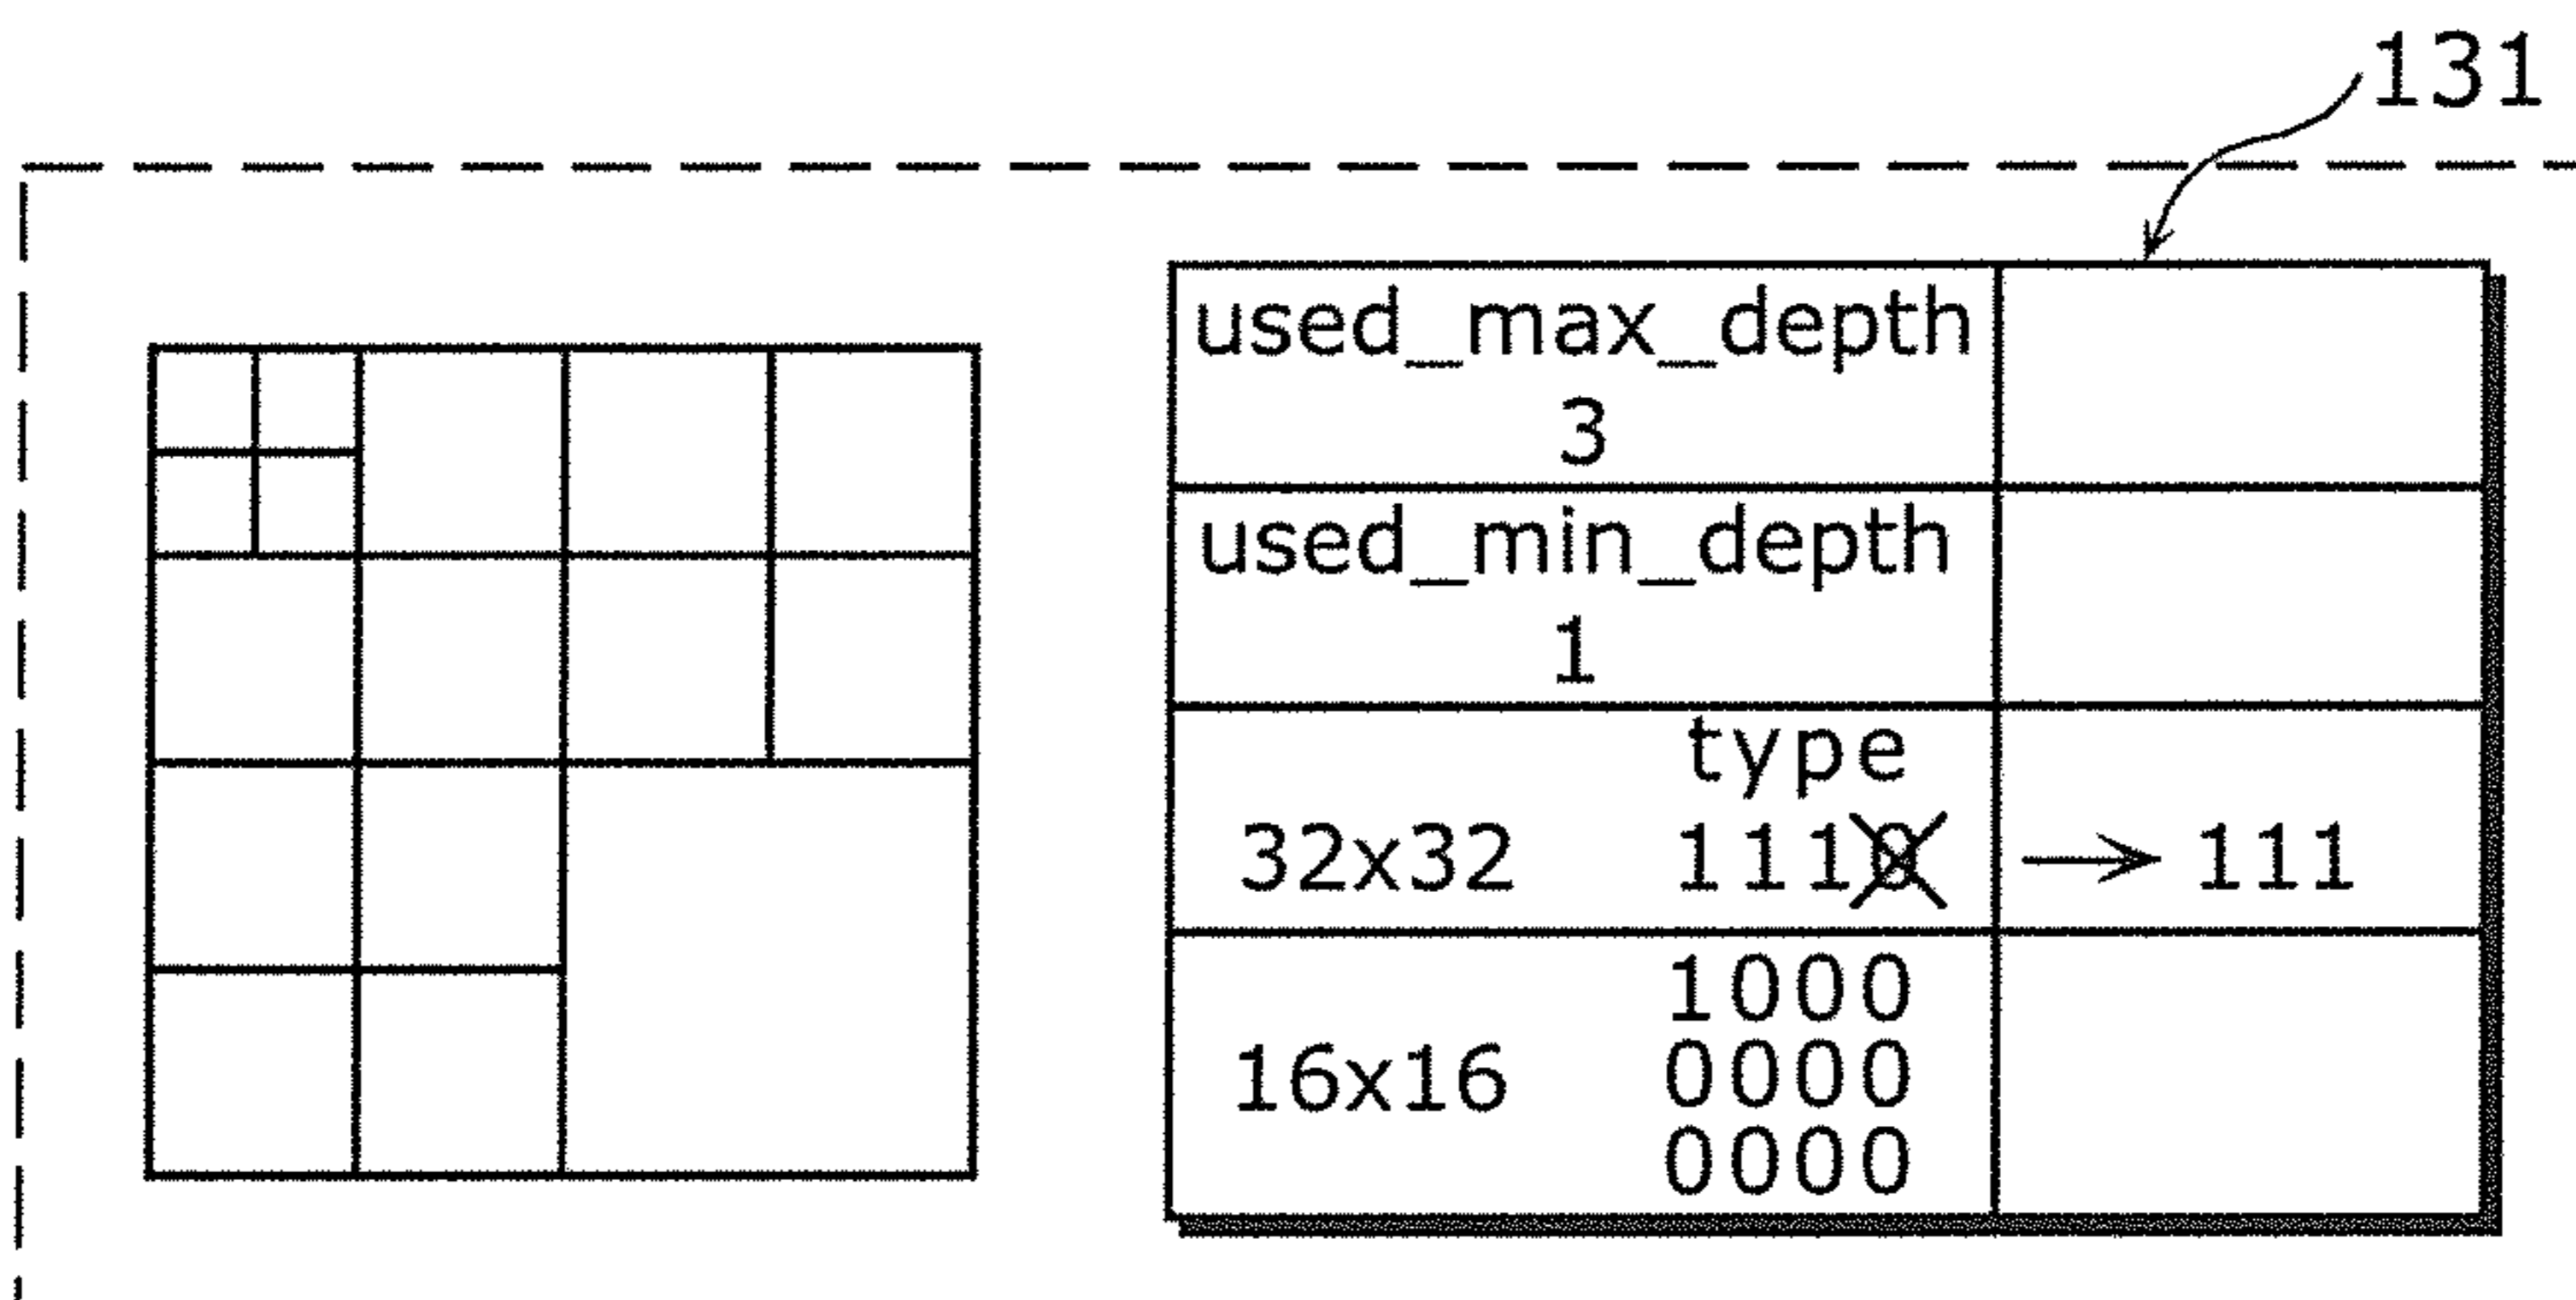 131
used_max_depth
3
used_min_depth
1
type
32x32 1110 → 111
1000
16x16 0000
0000